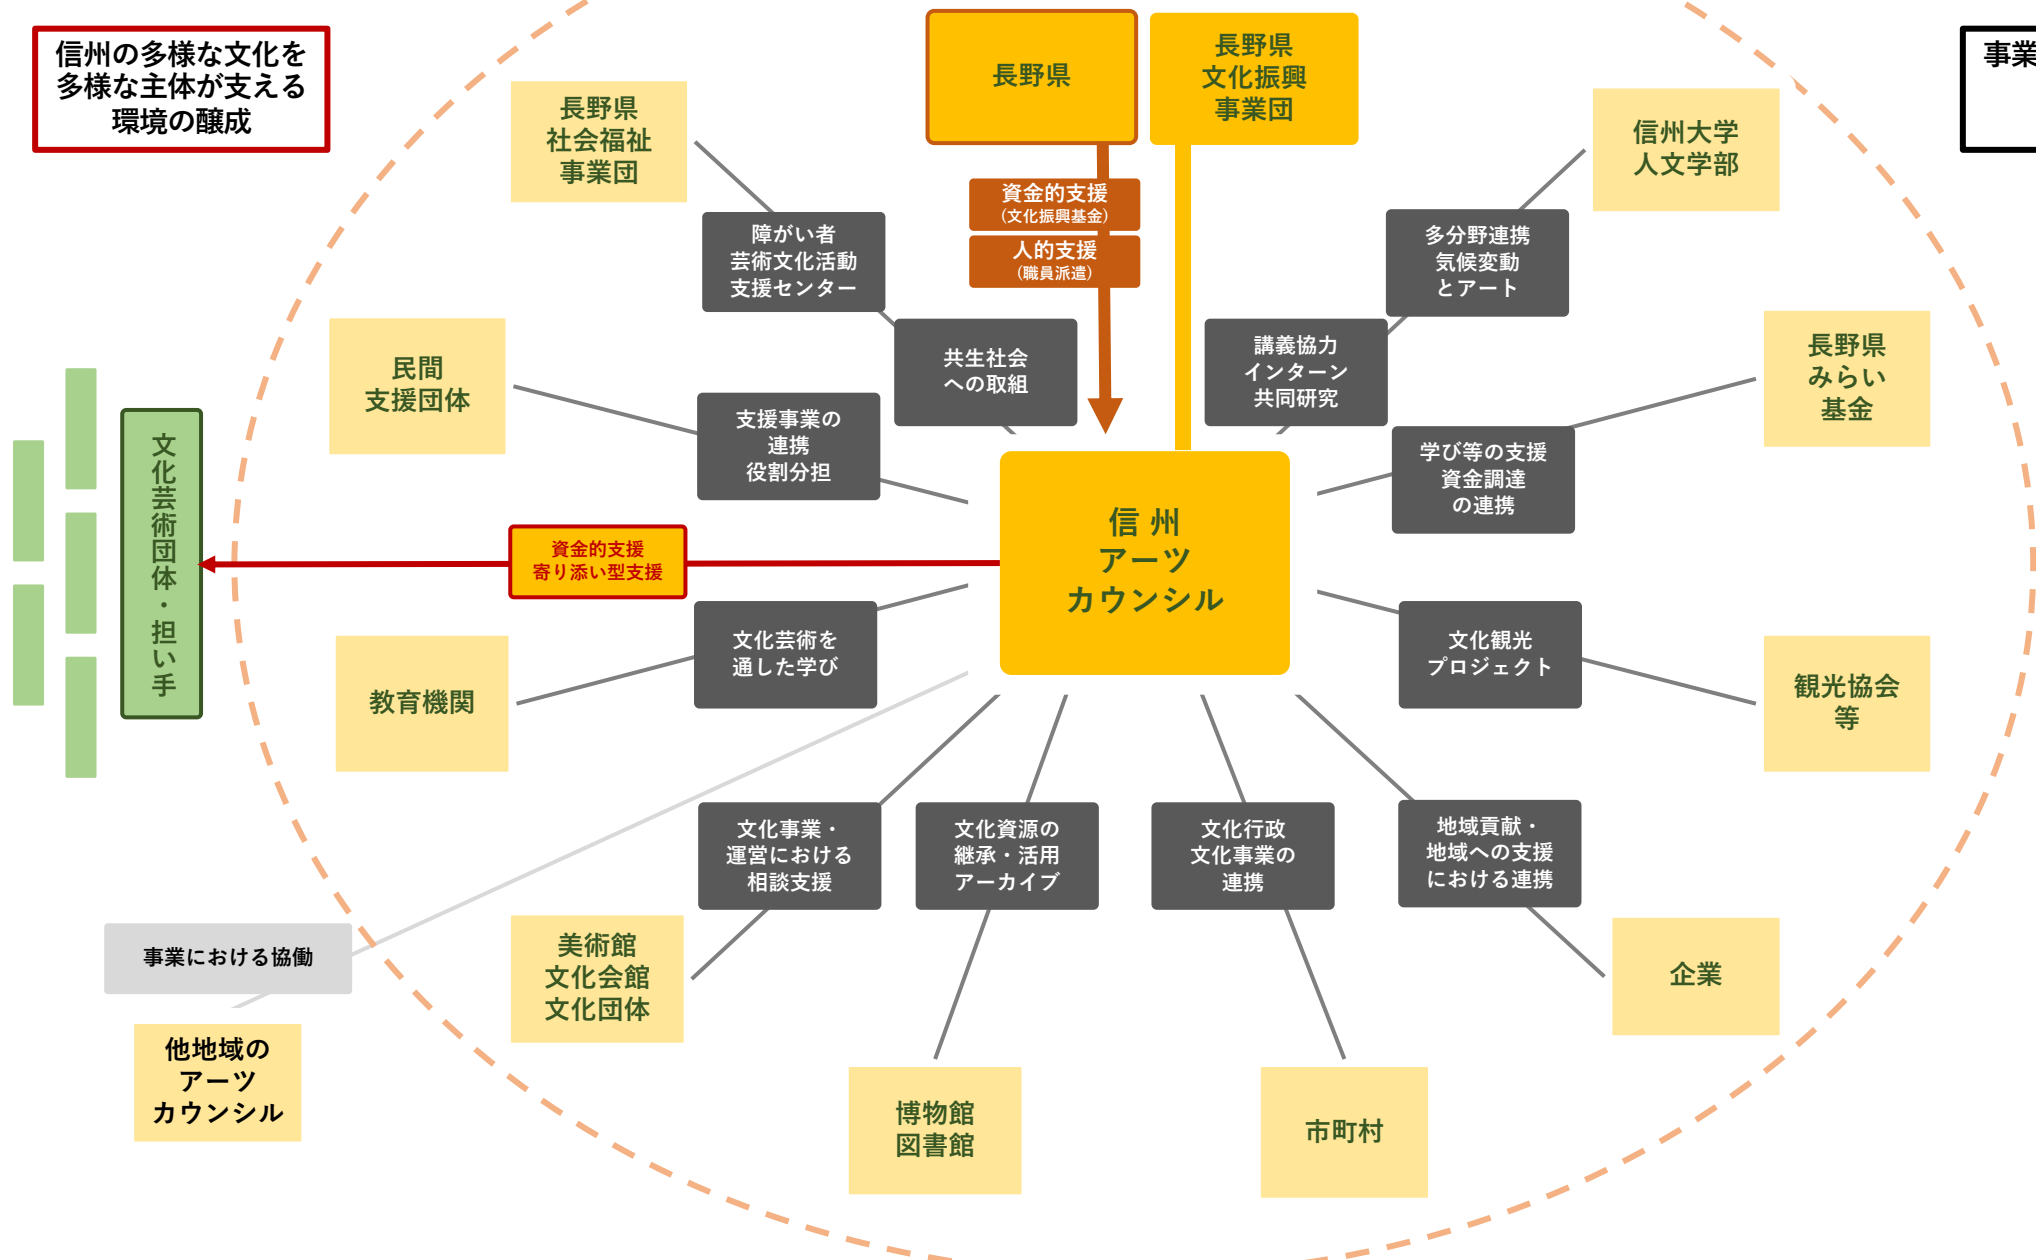 信州の多様な文化を
多様な主体が支える
環境の醸成
長野県
長野県
文化振興
事業団
事業
長野県
社会福祉
事業団
信州大学
人文学部
資金的支援
(文化振興基金)
人的支援
(職員派遣)
障がい者
芸術文化活動
支援センター
多分野連携
気候変動
とアート
共生社会
への取組
講義協力
インターン
共同研究
民間
支援団体
長野県
みらい
基金
支援事業の
連携
役割分担
学び等の支援
資金調達
の連携
文化芸術団体・担い手
資金的支援
寄り添い型支援
信 州
アーツ
カウンシル
文化芸術を
通した学び
文化観光
プロジェクト
教育機関
観光協会
等
文化事業・
運営における
相談支援
文化資源の
継承・活用
アーカイブ
文化行政
文化事業の
連携
地域貢献・
地域への支援
における連携
事業における協働
美術館
文化会館
文化団体
企業
他地域の
アーツ
カウンシル
博物館
図書館
市町村